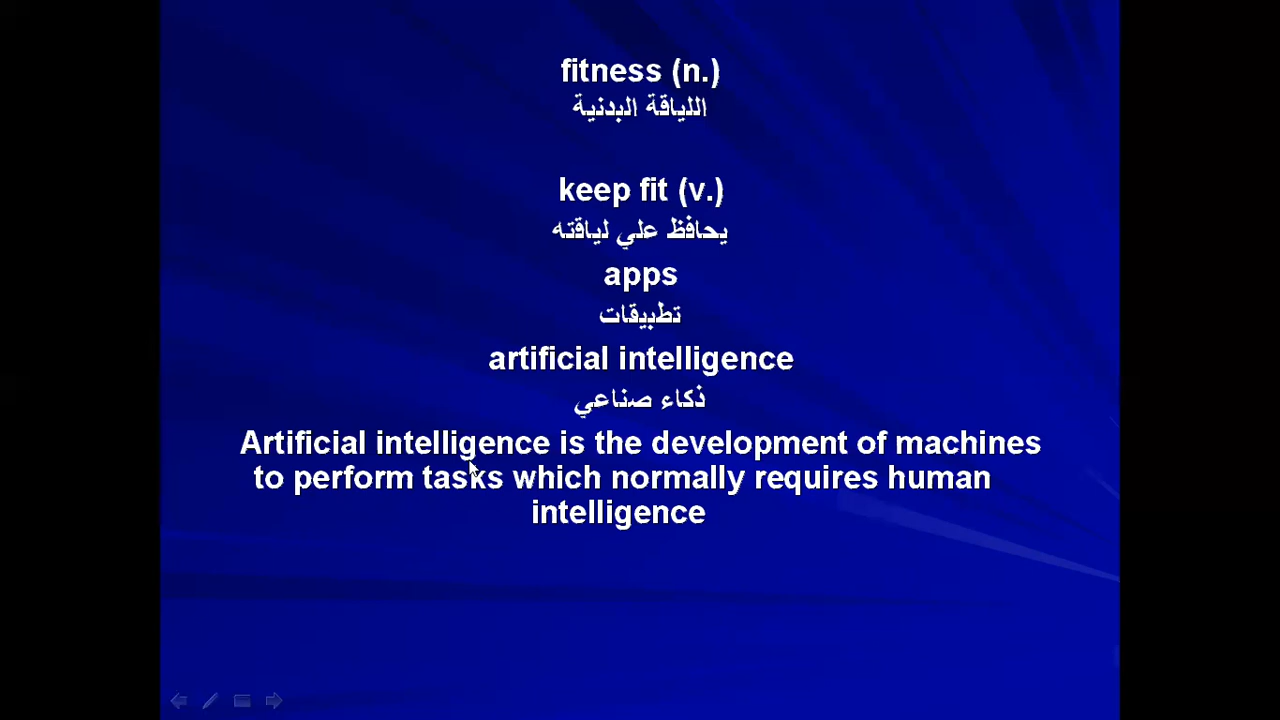 fitness (n.)
اللياقة البدنية
keep fit (v.)
يحافظ علي لياقته
apps
تطبيقات
artificial intelligence
ذكاء صناعي
Artificial intelligence is the development of machines
to perform tasks which normally requires human
intelligence